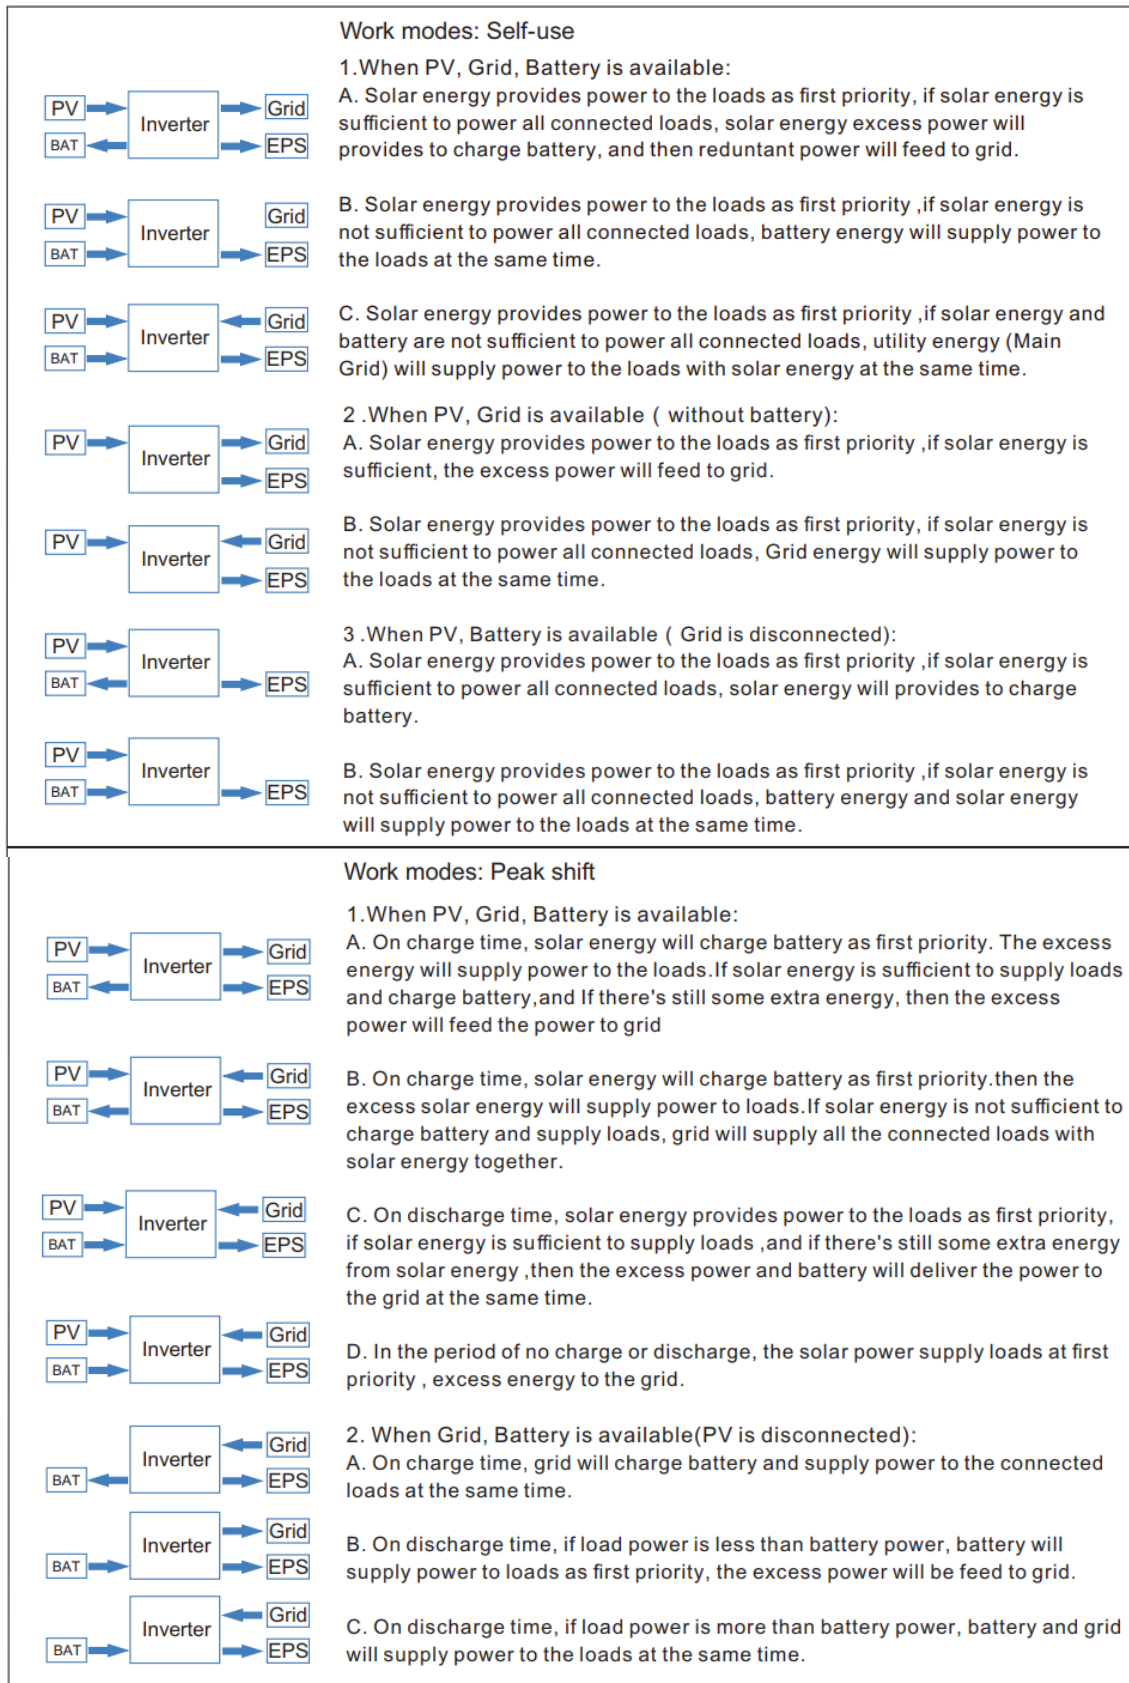 Work modes: Self-use
1.When PV, Grid, Battery is available:
PV
BAT
Inverter
Grid
EPS
A. Solar energy provides power to the loads as first priority, if solar energy is
sufficient to power all connected loads, solar energy excess power will
provides to charge battery, and then reduntant power will feed to grid.
PV
BAT
Inverter
Grid
EPS
B. Solar energy provides power to the loads as first priority ,if solar energy is
not sufficient to power all connected loads, battery energy will supply power to
the loads at the same time.
PV
BAT
Inverter
Grid
EPS
C. Solar energy provides power to the loads as first priority ,if solar energy and
battery are not sufficient to power all connected loads, utility energy (Main
Grid) will supply power to the loads with solar energy at the same time.
2 .When PV, Grid is available ( without battery):
PV
Inverter
Grid
EPS
A. Solar energy provides power to the loads as first priority ,if solar energy is
sufficient, the excess power will feed to grid.
PV
Inverter
Grid
EPS
B. Solar energy provides power to the loads as first priority, if solar energy is
not sufficient to power all connected loads, Grid energy will supply power to
the loads at the same time.
3 .When PV, Battery is available ( Grid is disconnected):
PV
BAT
Inverter
EPS
A. Solar energy provides power to the loads as first priority ,if solar energy is
sufficient to power all connected loads, solar energy will provides to charge
battery.
PV
BAT
Inverter
EPS
B. Solar energy provides power to the loads as first priority ,if solar energy is
not sufficient to power all connected loads, battery energy and solar energy
will supply power to the loads at the same time.
Work modes: Peak shift
1.When PV, Grid, Battery is available:
PV
BAT
Inverter
Grid
EPS
A. On charge time, solar energy will charge battery as first priority. The excess
energy will supply power to the loads.If solar energy is sufficient to supply loads
and charge battery,and If there's still some extra energy, then the excess
power will feed the power to grid
PV
BAT
Inverter
Grid
EPS
B. On charge time, solar energy will charge battery as first priority.then the
excess solar energy will supply power to loads.If solar energy is not sufficient to
charge battery and supply loads, grid will supply all the connected loads with
solar energy together.
PV
BAT
Inverter
Grid
EPS
C. On discharge time, solar energy provides power to the loads as first priority,
if solar energy is sufficient to supply loads ,and if there's still some extra energy
from solar energy ,then the excess power and battery will deliver the power to
the grid at the same time.
PV
BAT
Inverter
Grid
EPS
D. In the period of no charge or discharge, the solar power supply loads at first
priority , excess energy to the grid.
2. When Grid, Battery is available(PV is disconnected):
BAT
Inverter
Grid
EPS
A. On charge time, grid will charge battery and supply power to the connected
loads at the same time.
BAT
Inverter
Grid
EPS
B. On discharge time, if load power is less than battery power, battery will
supply power to loads as first priority, the excess power will be feed to grid.
BAT
Inverter
Grid
EPS
C. On discharge time, if load power is more than battery power, battery and grid
will supply power to the loads at the same time.